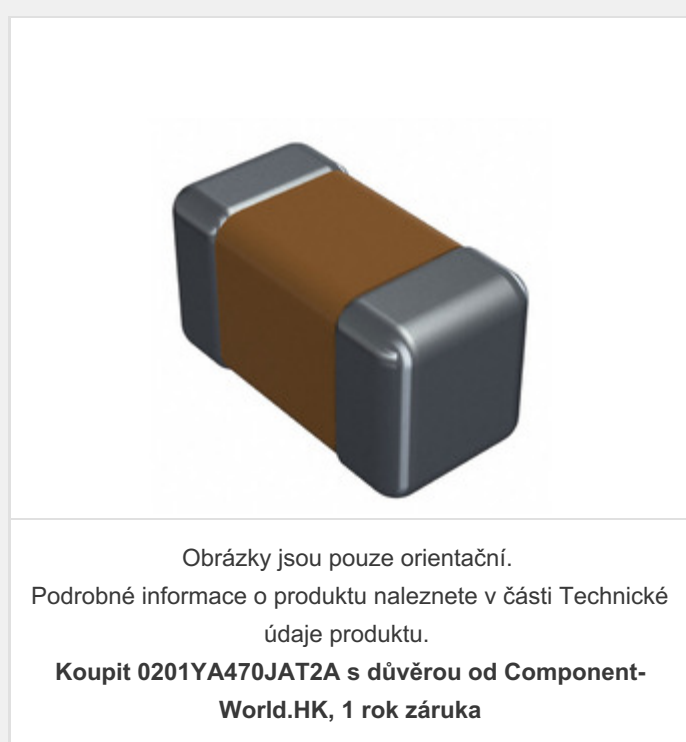 Obrázky jsou pouze orientační.
Podrobné informace o produktu naleznete v části Technické
údaje produktu.
Koupit 0201YA470JAT2A s důvěrou od Component-
World.HK, 1 rok záruka